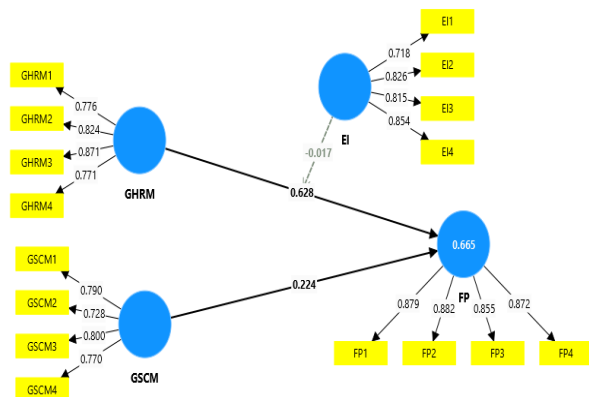 EI1
0.718
EI2
0.826
EI3
0.815
EI4
0.854
EI
GHRM1
0.776
GHRM2
0.824
GHRM3
0.871
GHRM4
0.771
GHRM
-0.017
0.628
0.665
FP
GSCM1
0.790
GSCM2
0.728
GSCM3
0.800
GSCM4
0.770
GSCM
0.224
0.879
0.882
0.855
0.872
FP1
FP2
FP3
FP4